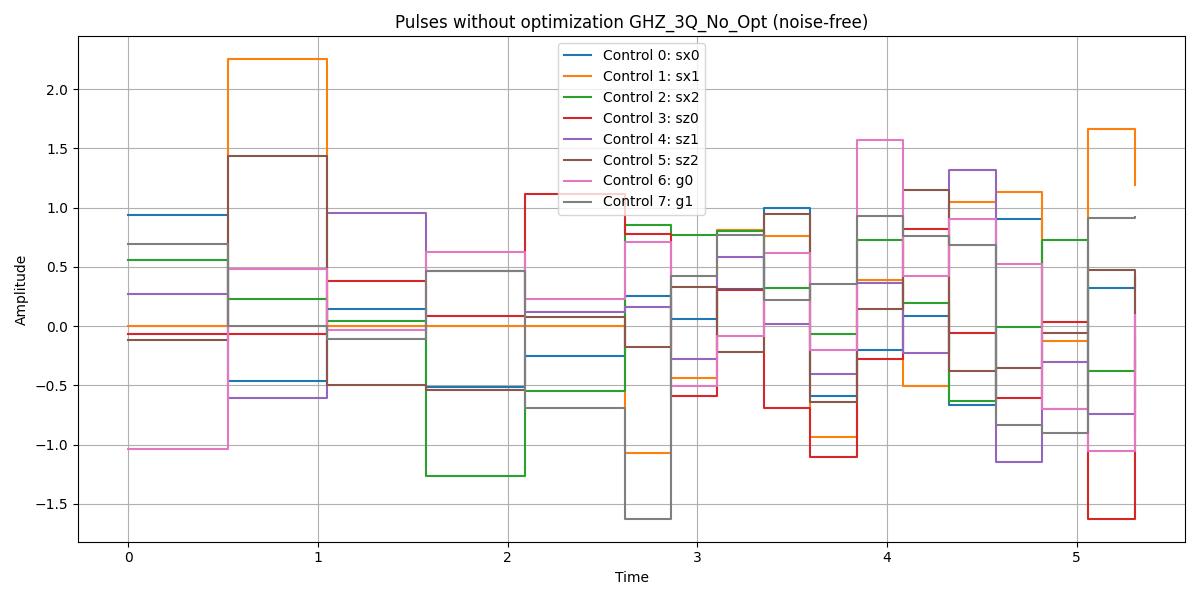 Pulses without optimization GHZ_3Q_No_Opt (noise-free)
Control 0: sx0
Control 1: sx1
Control 2: sx2
Control 3: sz0
Control 4: sz1
Control 5: sz2
Control 6: g0
Control 7: g1
Amplitude
2.0
1.5
1.0
0.5
0.0
−0.5
−1.0
−1.5
0 1 2 3 4 5
Time